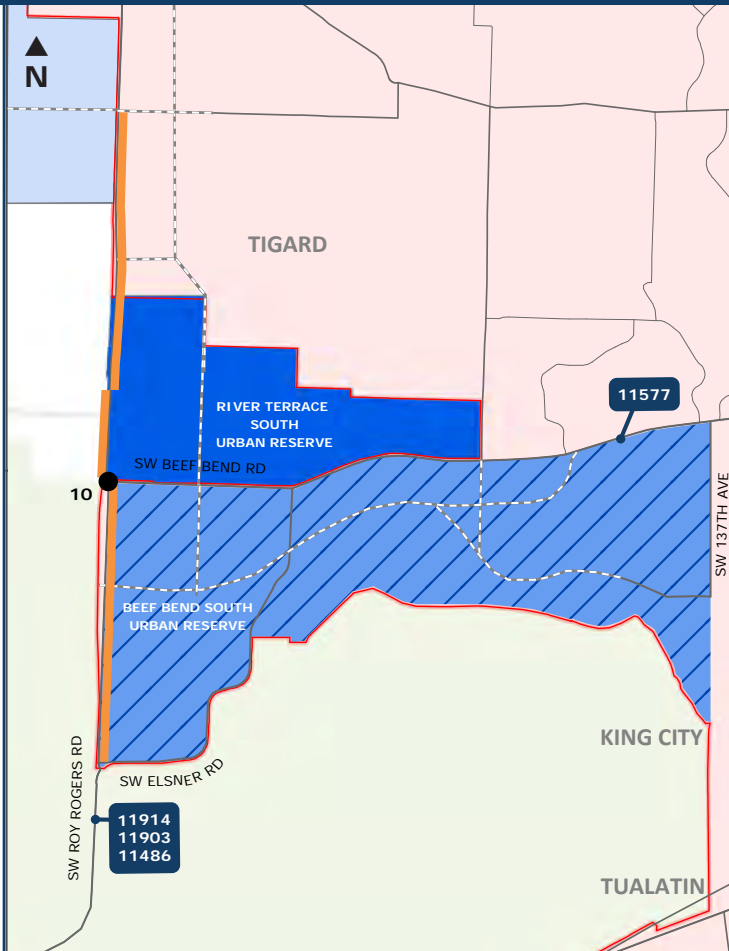 N
TIGARD
11577
RIVER TERRACE
SOUTH
URBAN RESERVE
SW BEEF BEND RD
10
SW 137TH AVE
BEEF BEND SOUTH
URBAN RESERVE
KING CITY
SW ROY ROGERS RD
SW ELSNER RD
11914
11903
11486
TUALATIN